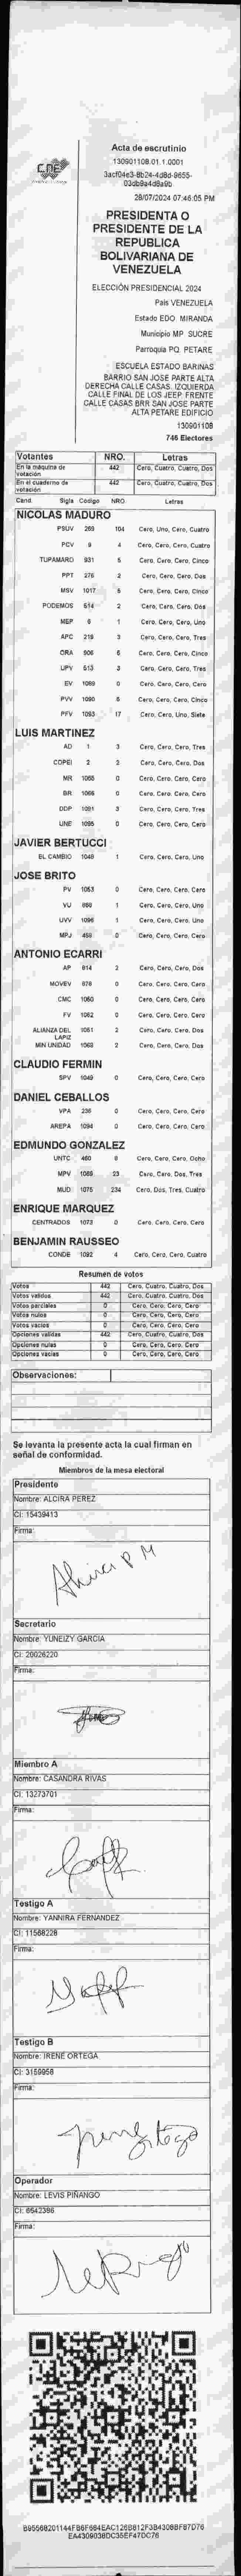 CNE
Acta de escrutinio
130901108.01.1.0001
3acf04e3-8b24-4d8d-9655-
03cb9a4d8a9b
28/07/2024 07:46:05 PM
PRESIDENTA O
PRESIDENTE DE LA
REPUBLICA
BOLIVARIANA DE
VENEZUELA
ELECCIÓN PRESIDENCIAL 2024
País VENEZUELA
Estado EDO. MIRANDA
Municipio MP. SUCRE
Parroquia PQ. PETARE
ESCUELA ESTADO BARINAS
BARRIO SAN JOSE PARTE ALTA
DERECHA CALLE CASAS. IZQUIERDA
CALLE FINAL DE LOS JEEP. FRENTE
CALLE CASAS BRR SAN JOSE PARTE
ALTA PETARE EDIFICIO
130901108
746 Electores
Votantes NRO. Letras
En la máquina de votación 442 Cero, Cuatro, Cuatro, Dos
En el cuaderno de votación 442 Cero, Cuatro, Cuatro, Dos
Cand. Sigla Código NRO. Letras
NICOLAS MADURO
PSUV 269 104 Cero, Uno, Cero, Cuatro
PCV 9 4 Cero, Cero, Cero, Cuatro
TUPAMARO 931 5 Cero, Cero, Cero, Cinco
PPT 276 2 Cero, Cero, Cero, Dos
MSV 1017 5 Cero, Cero, Cero, Cinco
PODEMOS 514 2 Cero, Cero, Cero, Dos
MEP 6 1 Cero, Cero, Cero, Uno
APC 219 3 Cero, Cero, Cero, Tres
ORA 906 5 Cero, Cero, Cero, Cinco
UPV 513 3 Cero, Cero, Cero, Tres
EV 1089 0 Cero, Cero, Cero, Cero
PVV 1090 5 Cero, Cero, Cero, Cinco
PFV 1093 17 Cero, Cero, Uno, Siete
LUIS MARTINEZ
AD 1 3 Cero, Cero, Cero, Tres
COPEI 2 2 Cero, Cero, Cero, Dos
MR 1065 0 Cero, Cero, Cero, Cero
BR 1066 0 Cero, Cero, Cero, Cero
DDP 1091 3 Cero, Cero, Cero, Tres
UNE 1095 0 Cero, Cero, Cero, Cero
JAVIER BERTUCCI
EL CAMBIO 1048 1 Cero, Cero, Cero, Uno
JOSE BRITO
PV 1053 0 Cero, Cero, Cero, Cero
VU 868 1 Cero, Cero, Cero, Uno
UVV 1096 1 Cero, Cero, Cero, Uno
MPJ 458 0 Cero, Cero, Cero, Cero
ANTONIO ECARRI
AP 814 2 Cero, Cero, Cero, Dos
MOVEV 878 0 Cero, Cero, Cero, Cero
CMC 1060 0 Cero, Cero, Cero, Cero
FV 1062 0 Cero, Cero, Cero, Cero
ALIANZA DEL LAPIZ 1051 2 Cero, Cero, Cero, Dos
MIN UNIDAD 1068 2 Cero, Cero, Cero, Dos
CLAUDIO FERMIN
SPV 1049 0 Cero, Cero, Cero, Cero
DANIEL CEBALLOS
VPA 236 0 Cero, Cero, Cero, Cero
AREPA 1094 0 Cero, Cero, Cero, Cero
EDMUNDO GONZALEZ
UNTC 460 8 Cero, Cero, Cero, Ocho
MPV 1069 23 Cero, Cero, Dos, Tres
MUD 1075 234 Cero, Dos, Tres, Cuatro
ENRIQUE MARQUEZ
CENTRADOS 1073 0 Cero, Cero, Cero, Cero
BENJAMIN RAUSSEO
CONDE 1092 4 Cero, Cero, Cero, Cuatro
Resumen de votos
Votos 442 Cero, Cuatro, Cuatro, Dos
Votos validos 442 Cero, Cuatro, Cuatro, Dos
Votos parciales 0 Cero, Cero, Cero, Cero
Votos nulos 0 Cero, Cero, Cero, Cero
Votos vacíos 0 Cero, Cero, Cero, Cero
Opciones validas 442 Cero, Cuatro, Cuatro, Dos
Opciones nulas 0 Cero, Cero, Cero, Cero
Opciones vacías 0 Cero, Cero, Cero, Cero
Observaciones:
Se levanta la presente acta la cual firman en
señal de conformidad.
Miembros de la mesa electoral
Presidente
Nombre: ALCIRA PEREZ
CI: 15439413
Firma:
Alcira P M
Secretario
Nombre: YUNEIZY GARCIA
CI: 20026220
Firma:
Miembro A
Nombre: CASANDRA RIVAS
CI: 13273701
Firma:
Testigo A
Nombre: YANNIRA FERNANDEZ
CI: 11568228
Firma:
Testigo B
Nombre: IRENE ORTEGA
CI: 3159956
Firma:
Operador
Nombre: LEVIS PIÑANGO
CI: 6642386
Firma: